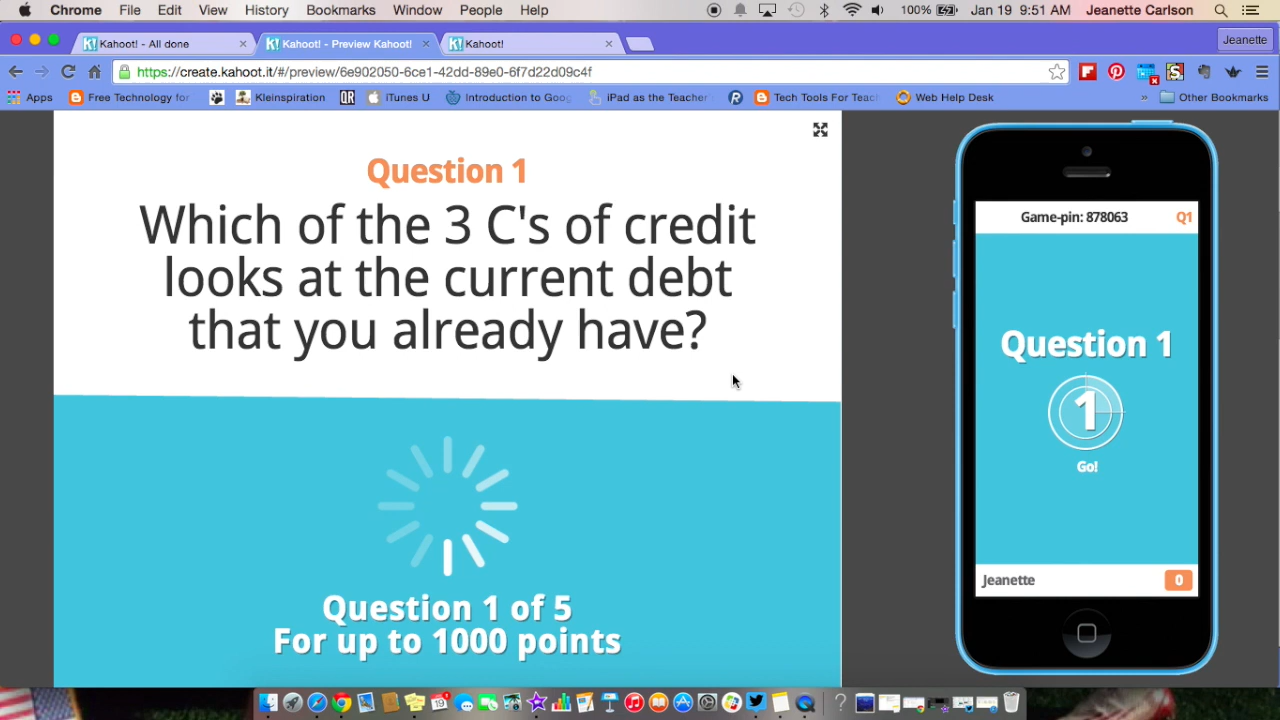 Chrome File Edit View History Bookmarks Window People Help 100% Jan 19 9:51 AM Jeanette Carlson
Kahoot! - All done Kahoot! - Preview Kahoot! Kahoot! Jeanette
https://create.kahoot.it/#/preview/6e902050-6ce1-42dd-89e0-6f7d22d09c4f
Apps Free Technology for Kleinspiration QR iTunes U Introduction to Goog iPad as the Teacher' Tech Tools For Teach Web Help Desk » Other Bookmarks
Question 1
Which of the 3 C's of credit
looks at the current debt
that you already have?
Question 1 of 5
For up to 1000 points
Game-pin: 878063 Q1
Question 1
1
Go!
Jeanette 0